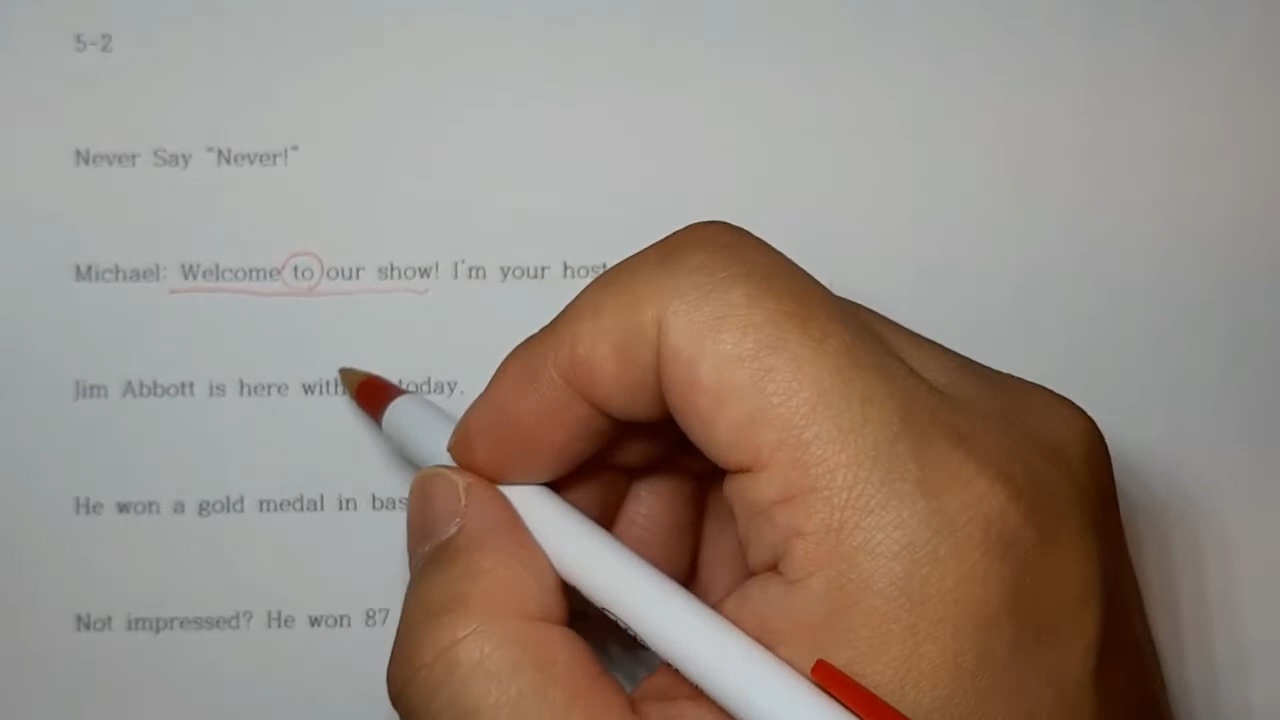 5-2
Never Say "Never!"
Michael: Welcome to our show! I'm your host
Jim Abbott is here with today.
He won a gold medal in
Not impressed? He won 87